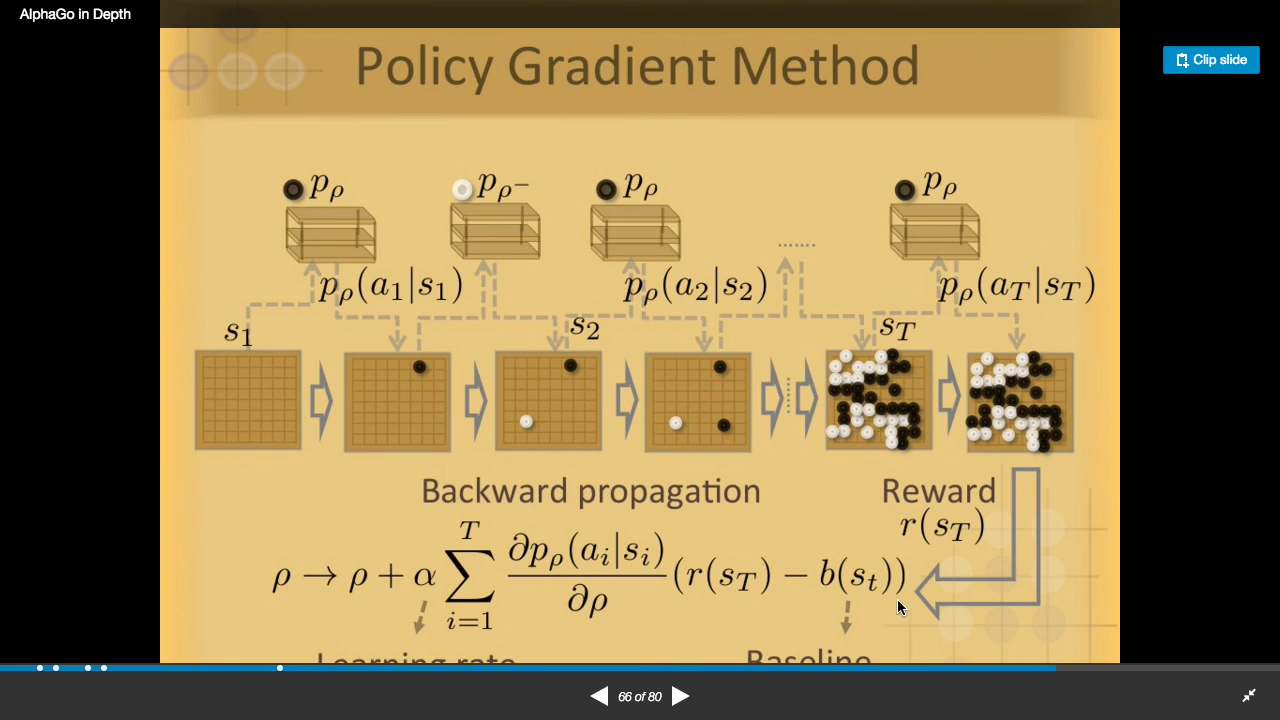 AlphaGo in Depth
Clip slide
Policy Gradient Method
p_ρ p_ρ⁻ p_ρ ....... p_ρ
p_ρ(a_1|s_1) p_ρ(a_2|s_2) p_ρ(a_T|s_T)
s_1 s_2 s_T
Backward propagation Reward
r(s_T)
ρ → ρ + α ∑_{i=1}^{T} ∂p_ρ(a_i|s_i)/∂ρ (r(s_T) − b(s_t))
Learning rate Baseline
66 of 80